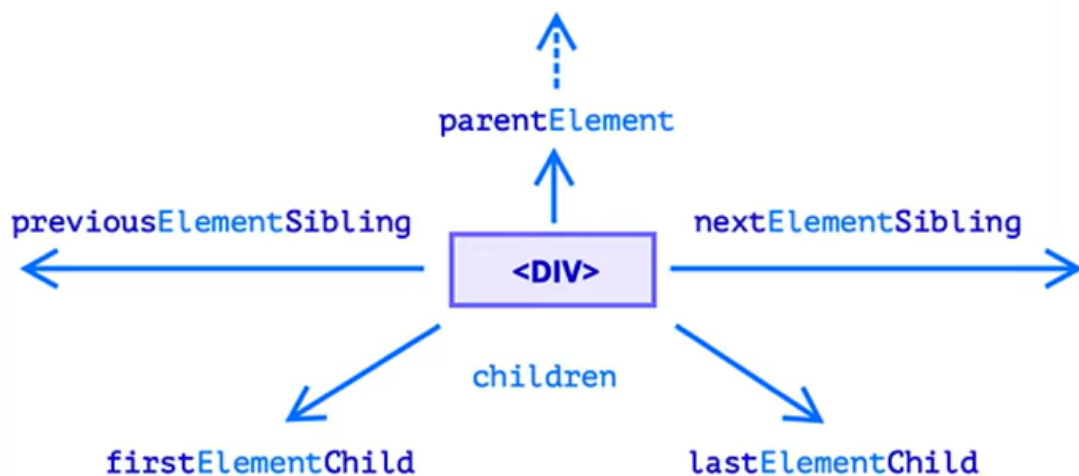 parentElement
previousElementSibling
nextElementSibling
<DIV>
children
firstElementChild
lastElementChild